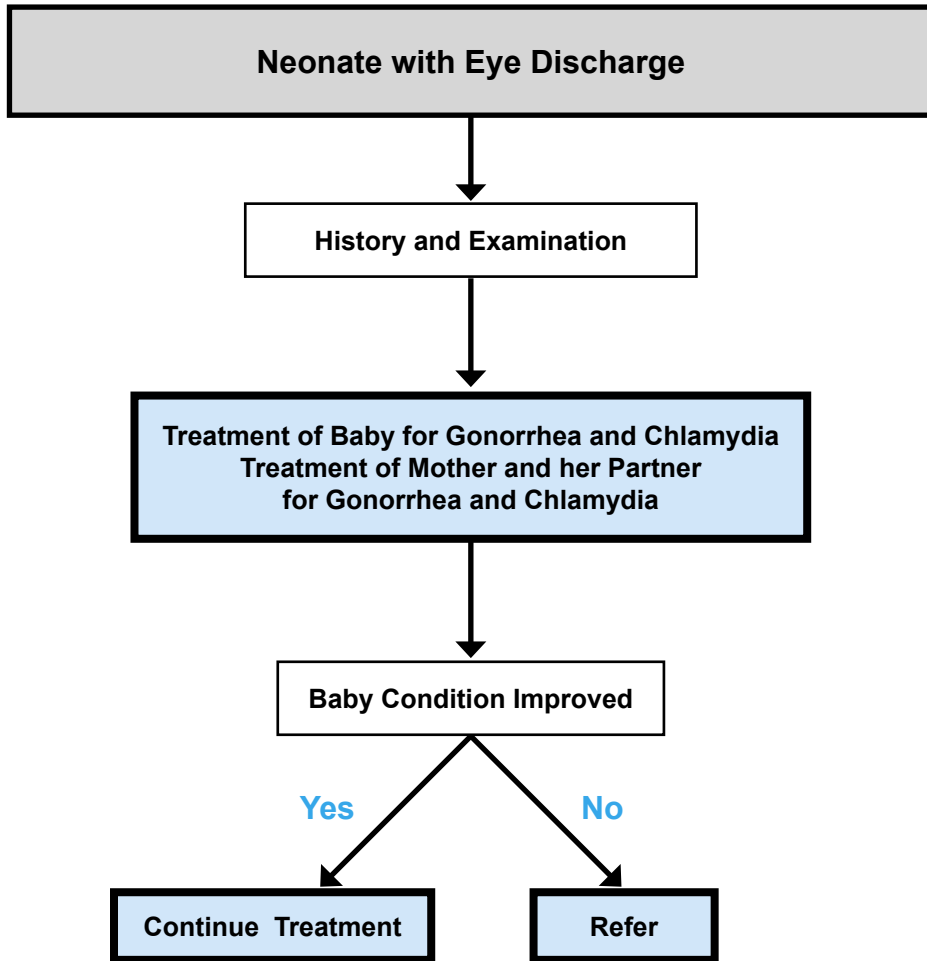 Neonate with Eye Discharge
History and Examination
Treatment of Baby for Gonorrhea and Chlamydia
Treatment of Mother and her Partner
for Gonorrhea and Chlamydia
Baby Condition Improved
Yes
No
Continue Treatment
Refer